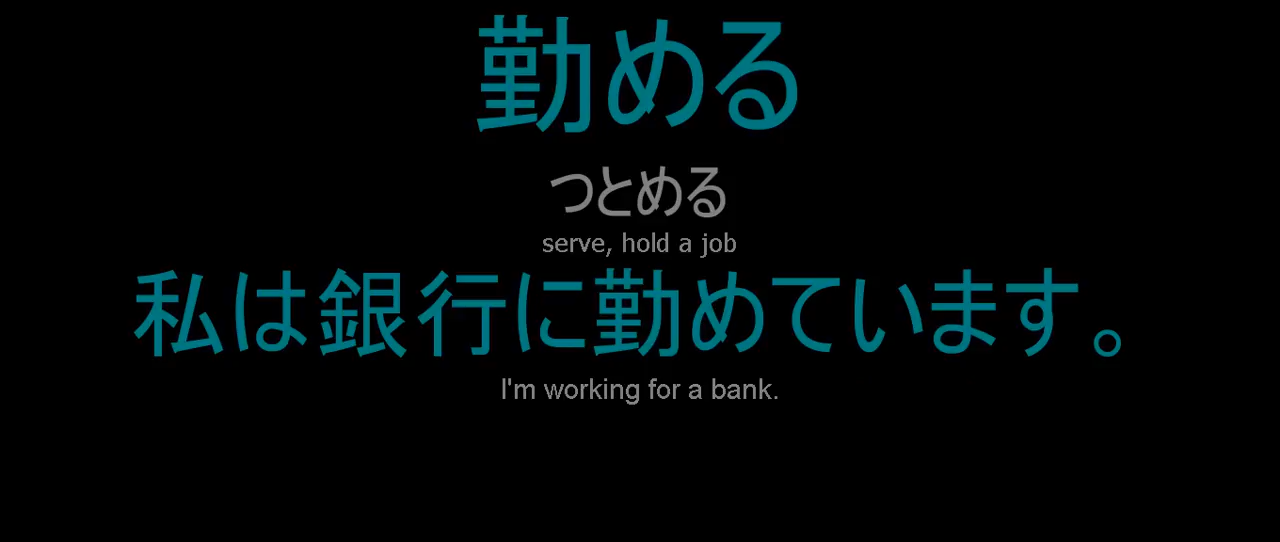 勤める
つとめる
serve, hold a job
私は銀行に勤めています。
I'm working for a bank.